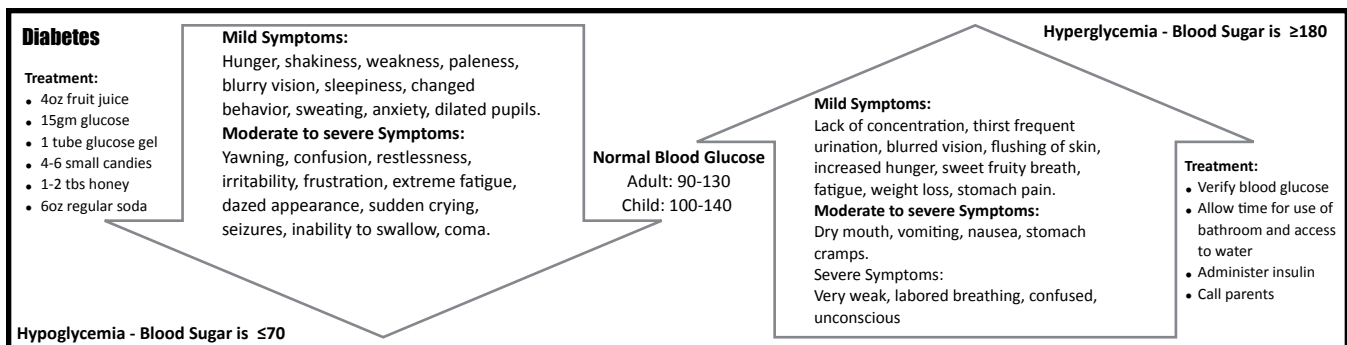 Diabetes
Treatment:
• 4oz fruit juice
• 15gm glucose
• 1 tube glucose gel
• 4-6 small candies
• 1-2 tbs honey
• 6oz regular soda
Mild Symptoms:
Hunger, shakiness, weakness, paleness,
blurry vision, sleepiness, changed
behavior, sweating, anxiety, dilated pupils.
Moderate to severe Symptoms:
Yawning, confusion, restlessness,
irritability, frustration, extreme fatigue,
dazed appearance, sudden crying,
seizures, inability to swallow, coma.
Hypoglycemia - Blood Sugar is ≤70
Normal Blood Glucose
Adult: 90-130
Child: 100-140
Hyperglycemia - Blood Sugar is ≥180
Mild Symptoms:
Lack of concentration, thirst frequent
urination, blurred vision, flushing of skin,
increased hunger, sweet fruity breath,
fatigue, weight loss, stomach pain.
Moderate to severe Symptoms:
Dry mouth, vomiting, nausea, stomach
cramps.
Severe Symptoms:
Very weak, labored breathing, confused,
unconscious
Treatment:
• Verify blood glucose
• Allow time for use of
bathroom and access
to water
• Administer insulin
• Call parents